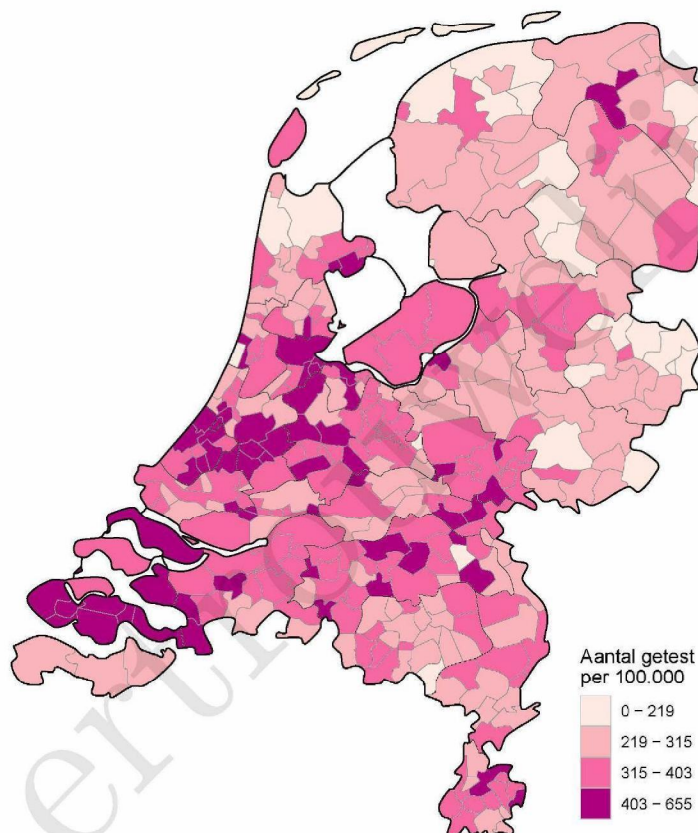 Aantal getest
per 100.000
0 – 219
219 – 315
315 – 403
403 – 655